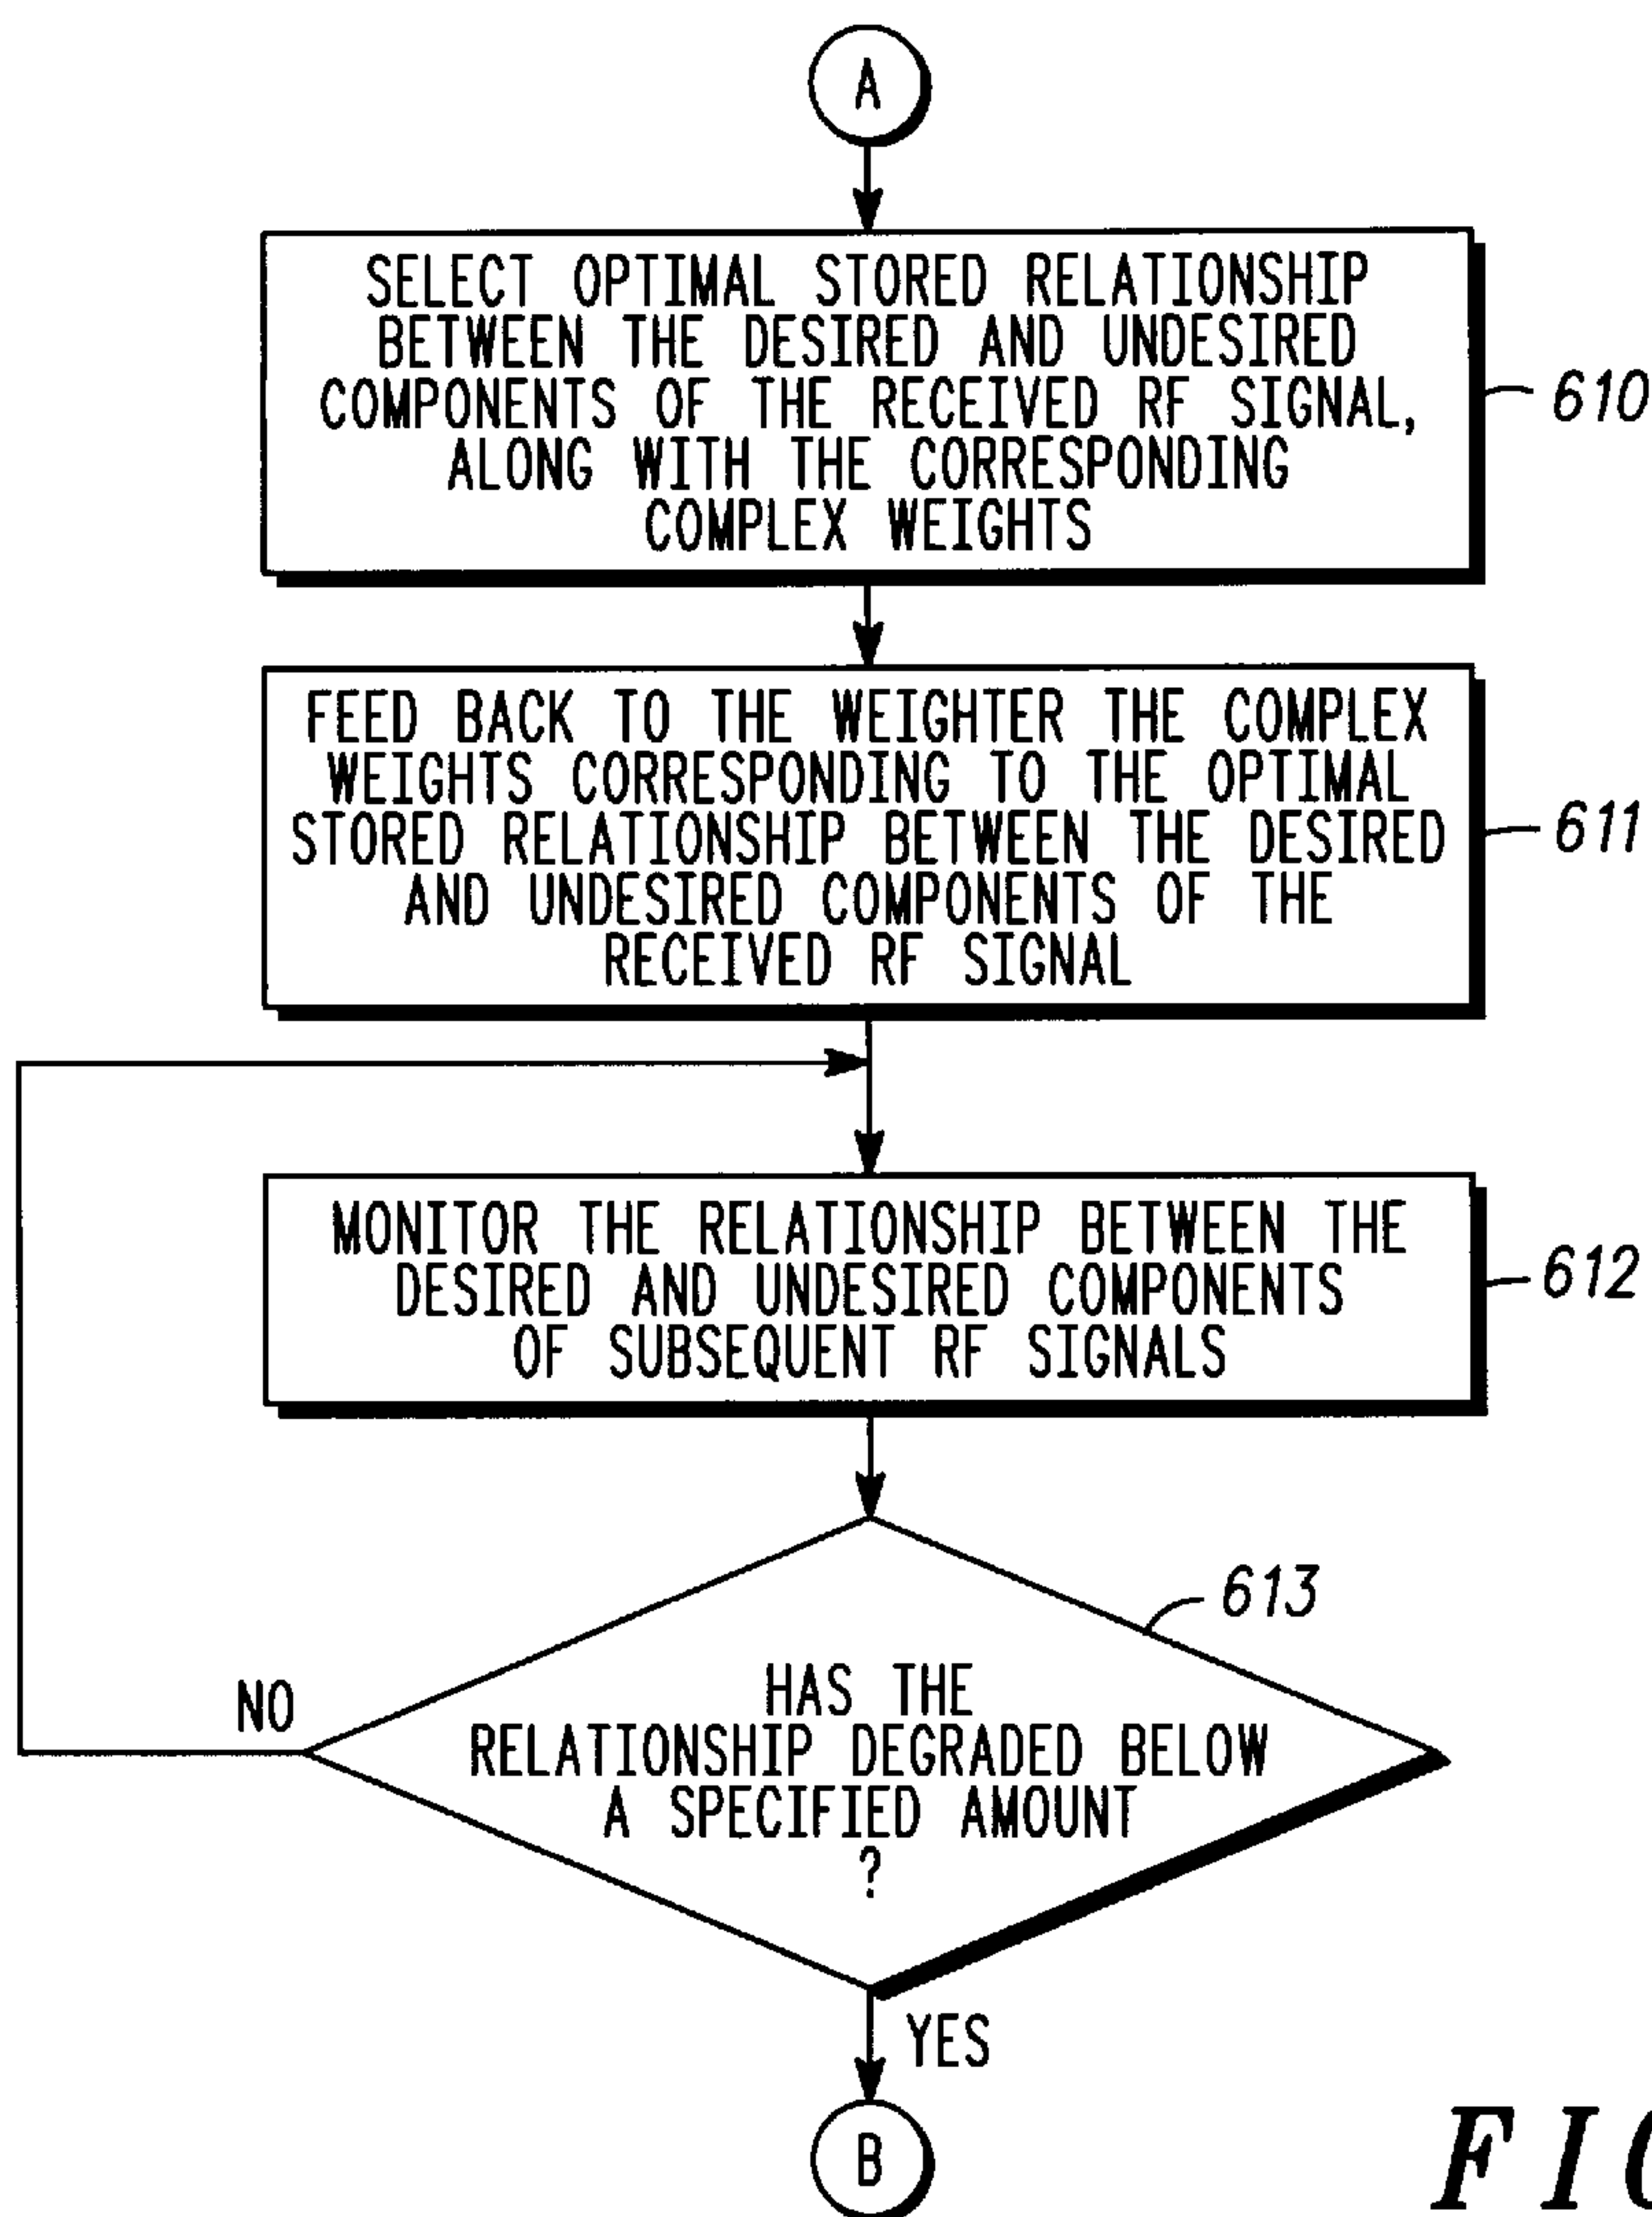 A
SELECT OPTIMAL STORED RELATIONSHIP
BETWEEN THE DESIRED AND UNDESIRED
COMPONENTS OF THE RECEIVED RF SIGNAL,
ALONG WITH THE CORRESPONDING
COMPLEX WEIGHTS
610
FEED BACK TO THE WEIGHTER THE COMPLEX
WEIGHTS CORRESPONDING TO THE OPTIMAL
STORED RELATIONSHIP BETWEEN THE DESIRED
AND UNDESIRED COMPONENTS OF THE
RECEIVED RF SIGNAL
611
MONITOR THE RELATIONSHIP BETWEEN THE
DESIRED AND UNDESIRED COMPONENTS
OF SUBSEQUENT RF SIGNALS
612
613
HAS THE
RELATIONSHIP DEGRADED BELOW
A SPECIFIED AMOUNT
?
NO
YES
B